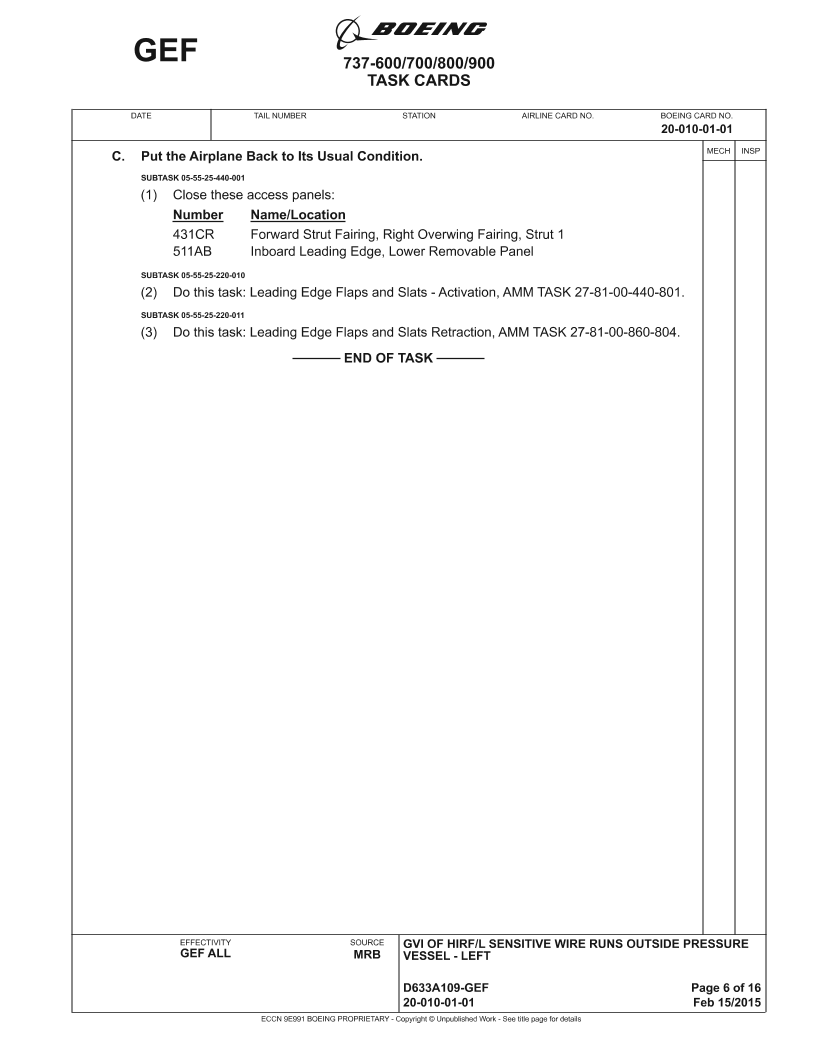 GEF
BOEING
737-600/700/800/900
TASK CARDS
DATE TAIL NUMBER STATION AIRLINE CARD NO. BOEING CARD NO.
20-010-01-01
MECH INSP
C. Put the Airplane Back to Its Usual Condition.
SUBTASK 05-55-25-440-001
(1) Close these access panels:
Number Name/Location
431CR Forward Strut Fairing, Right Overwing Fairing, Strut 1
511AB Inboard Leading Edge, Lower Removable Panel
SUBTASK 05-55-25-220-010
(2) Do this task: Leading Edge Flaps and Slats - Activation, AMM TASK 27-81-00-440-801.
SUBTASK 05-55-25-220-011
(3) Do this task: Leading Edge Flaps and Slats Retraction, AMM TASK 27-81-00-860-804.
——— END OF TASK ———
EFFECTIVITY
GEF ALL
SOURCE
MRB
GVI OF HIRF/L SENSITIVE WIRE RUNS OUTSIDE PRESSURE
VESSEL - LEFT
D633A109-GEF Page 6 of 16
20-010-01-01 Feb 15/2015
ECCN 9E991 BOEING PROPRIETARY - Copyright © Unpublished Work - See title page for details